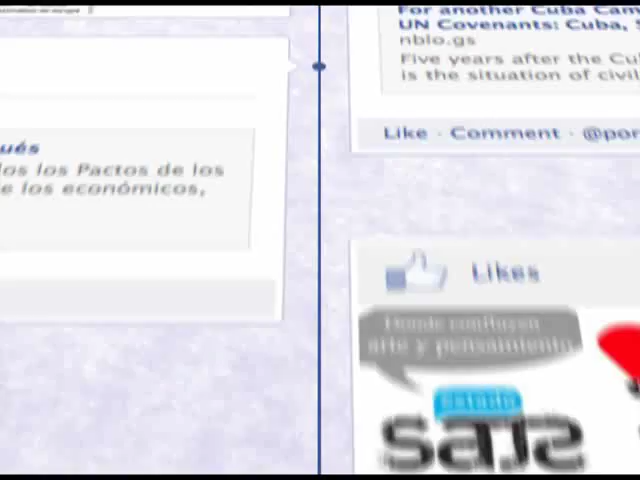 ués
los los Pactos de los
e los económicos,
For another Cuba Cam
UN Covenants: Cuba, S
nblo.gs
Five years after the Cu
is the situation of civil
Like · Comment · @por
Likes
Donde confluyen
arte y pensamiento
Estado
sats